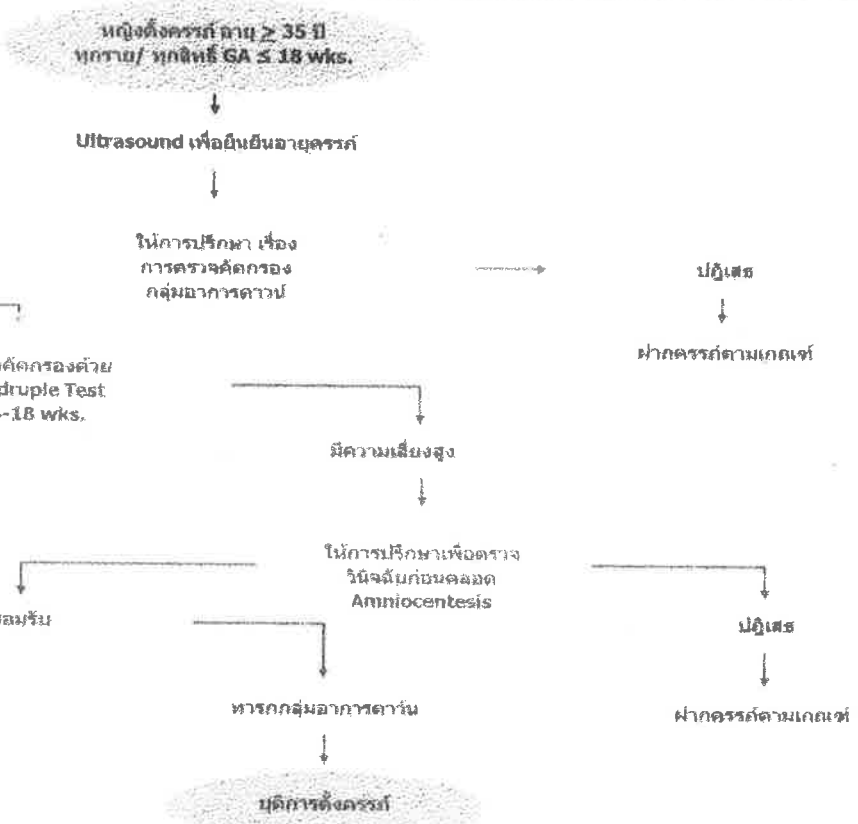 หญิงตั้งครรภ์ อายุ ≥ 35 ปี
ทุกราย/ ทุกสิทธิ์ GA ≤ 18 wks.
Ultrasound เพื่อยืนยันอายุครรภ์
ให้การปรึกษา เรื่อง
การตรวจคัดกรอง
กลุ่มอาการดาวน์
ปฏิเสธ
ฝากครรภ์ตามเกณฑ์
คัดกรองด้วย
druple Test
-18 wks.
มีความเสี่ยงสูง
ให้การปรึกษาเพื่อตรวจ
วินิจฉัยก่อนคลอด
Amniocentesis
อมรับ
ปฏิเสธ
ทารกกลุ่มอาการดาวน์
ฝากครรภ์ตามเกณฑ์
ยุติการตั้งครรภ์